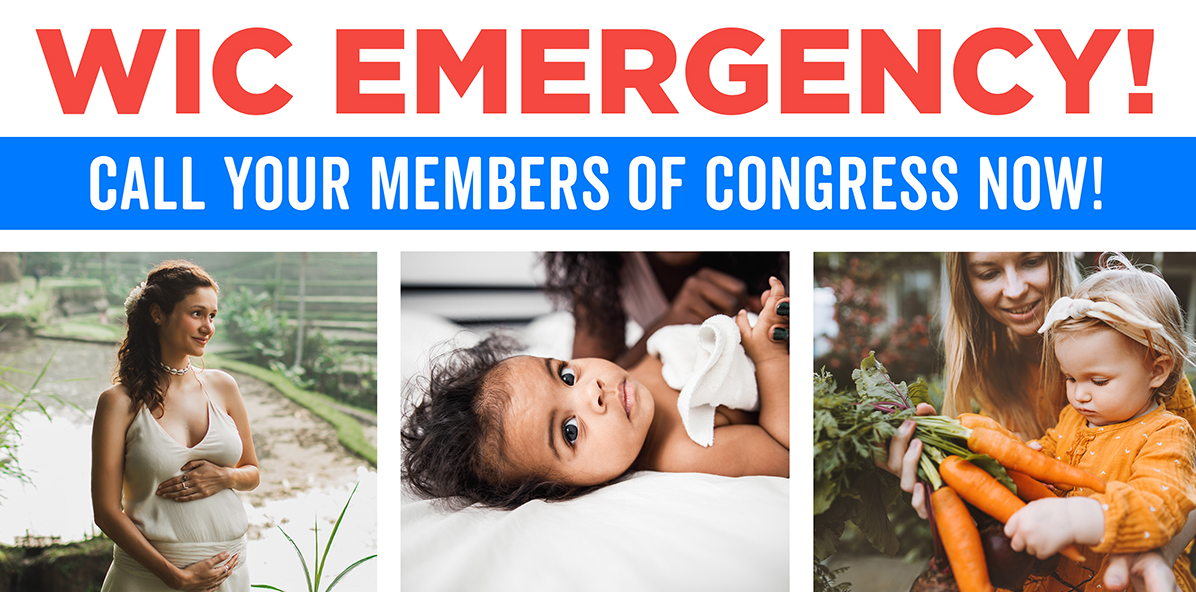 WIC EMERGENCY!
CALL YOUR MEMBERS OF CONGRESS NOW!